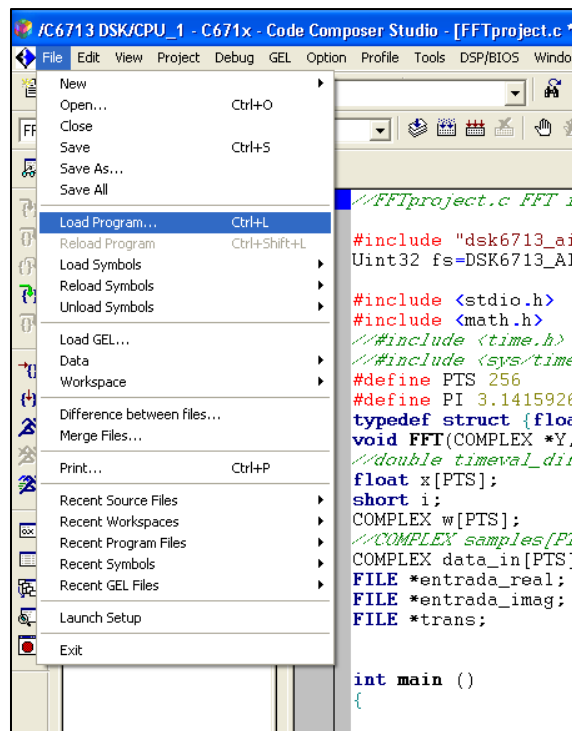 /C6713 DSK/CPU_1 - C671x - Code Composer Studio - [FFTproject.c *
File Edit View Project Debug GEL Option Profile Tools DSP/BIOS Windo
New
Open... Ctrl+O
Close
Save Ctrl+S
Save As...
Save All
Load Program... Ctrl+L
Reload Program Ctrl+Shift+L
Load Symbols
Reload Symbols
Unload Symbols
Load GEL...
Data
Workspace
Difference between files...
Merge Files...
Print... Ctrl+P
Recent Source Files
Recent Workspaces
Recent Program Files
Recent Symbols
Recent GEL Files
Launch Setup
Exit
//FFTproject.c FFT
#include "dsk6713_ai
Uint32 fs=DSK6713_AI
#include <stdio.h>
#include <math.h>
//#include <time.h>
//#include <sys/time
#define PTS 256
#define PI 3.1415926
typedef struct {floa
void FFT(COMPLEX *Y,
//double timeval_dir
float x[PTS];
short i;
COMPLEX w[PTS];
//COMPLEX samples[PT
COMPLEX data_in[PTS]
FILE *entrada_real;
FILE *entrada_imag;
FILE *trans;
int main ()
{